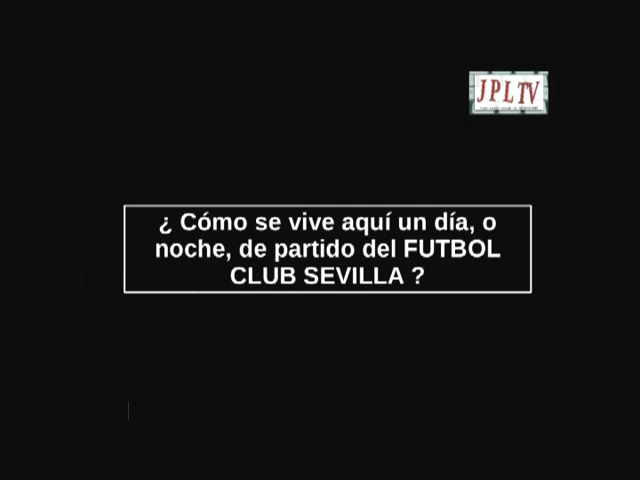 JPLTV
¿ Cómo se vive aquí un día, o
noche, de partido del FUTBOL
CLUB SEVILLA ?